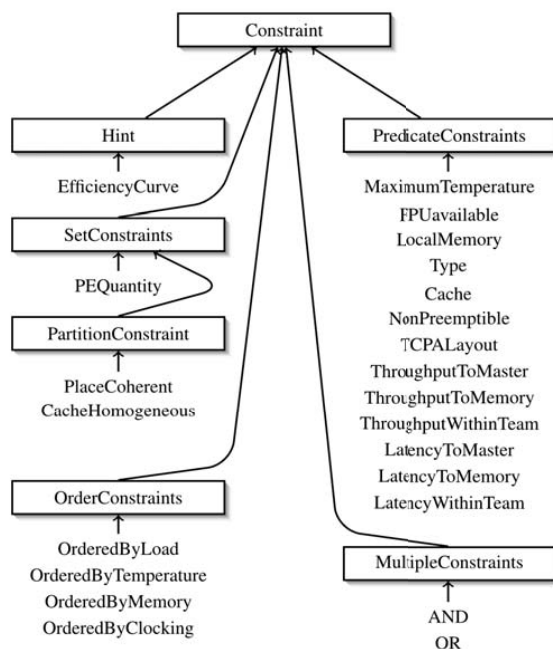 Constraint
Hint
EfficiencyCurve
SetConstraints
PEQuantity
PartitionConstraint
PlaceCoherent
CacheHomogeneous
OrderConstraints
OrderedByLoad
OrderedByTemperature
OrderedByMemory
OrderedByClocking
PredicateConstraints
MaximumTemperature
FPUavailable
LocalMemory
Type
Cache
NonPreemptible
TCPALayout
ThroughputToMaster
ThroughputToMemory
ThroughputWithinTeam
LatencyToMaster
LatencyToMemory
LatencyWithinTeam
MultipleConstraints
AND
OR